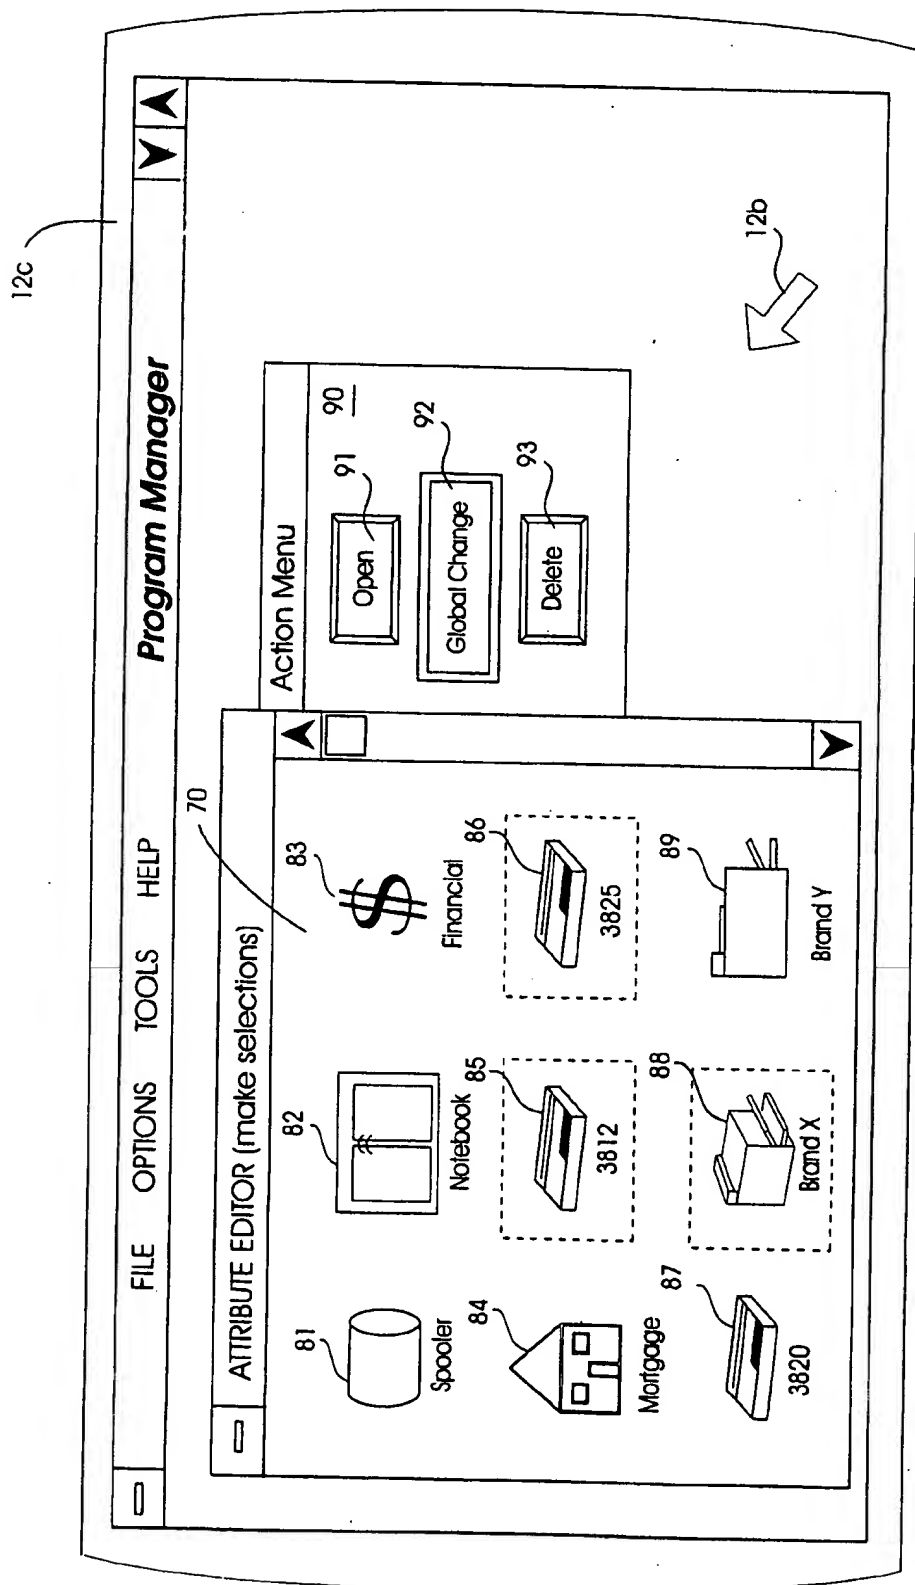 12c
Program Manager
FILE OPTIONS TOOLS HELP
70
ATTRIBUTE EDITOR (make selections)
Action Menu
81
82
83
Spooler
Notebook
Financial
84
85
86
Mortgage
3812
3825
87
88
89
3820
Brand X
Brand Y
90
91
Open
92
Global Change
93
Delete
12b